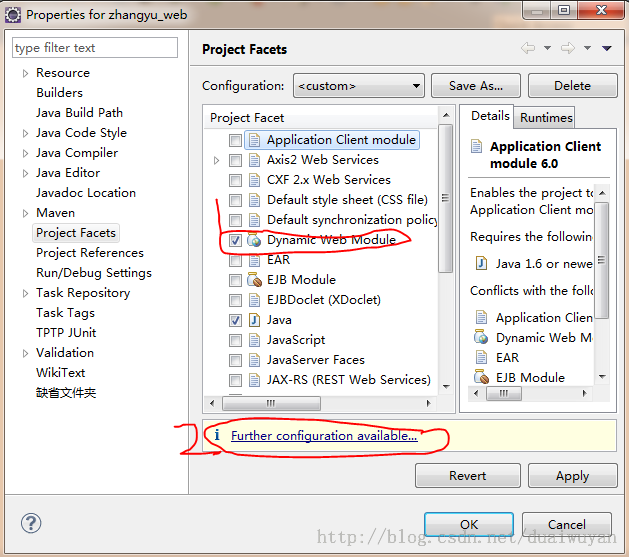 Properties for zhangyu_web
type filter text
Resource
Builders
Java Build Path
Java Code Style
Java Compiler
Java Editor
Javadoc Location
Maven
Project Facets
Project References
Run/Debug Settings
Task Repository
Task Tags
TPTP JUnit
Validation
WikiText
缺省文件夹
Project Facets
Configuration: <custom> Save As... Delete
Project Facet
Application Client module
Axis2 Web Services
CXF 2.x Web Services
Default style sheet (CSS file)
Default synchronization policy
Dynamic Web Module
EAR
EJB Module
EJBDoclet (XDoclet)
Java
JavaScript
JavaServer Faces
JAX-RS (REST Web Services)
Details Runtimes
Application Client
module 6.0
Enables the project to
Application Client mo
Requires the following
Java 1.6 or newe
Conflicts with the follo
Application Clien
Dynamic Web M
EAR
EJB Module
Further configuration available...
Revert Apply
OK Cancel
http://blog.csdn.net/duaiwuyan